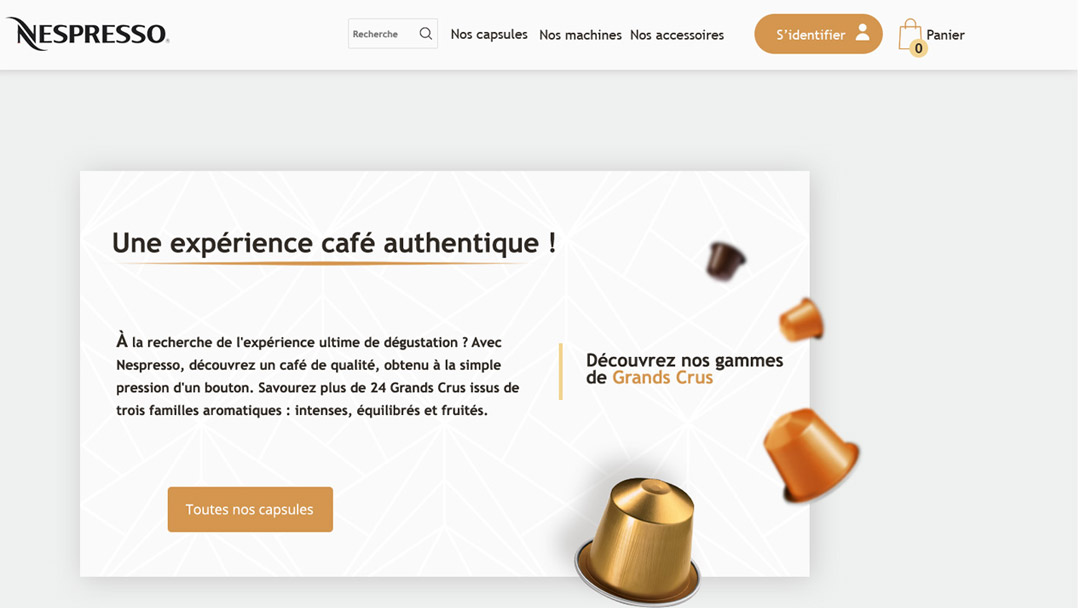 NESPRESSO®
Recherche
Nos capsules
Nos machines
Nos accessoires
S'identifier
0
Panier
Une expérience café authentique !
À la recherche de l'expérience ultime de dégustation ? Avec
Nespresso, découvrez un café de qualité, obtenu à la simple
pression d'un bouton. Savourez plus de 24 Grands Crus issus de
trois familles aromatiques : intenses, équilibrés et fruités.
Découvrez nos gammes
de Grands Crus
Toutes nos capsules